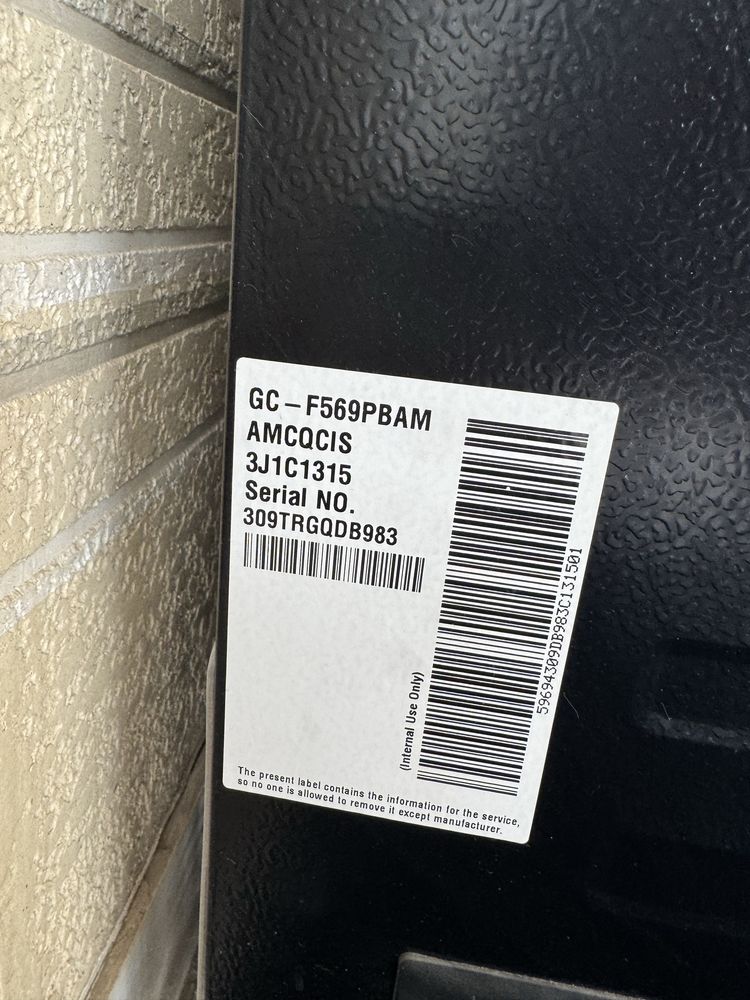 GC-F569PBAM
AMCQCIS
3J1C1315
Serial NO.
309TRGQDB983
59694309DB983C131501
(Internal Use Only)
The present label contains the information for the service,
so no one is allowed to remove it except manufacturer.